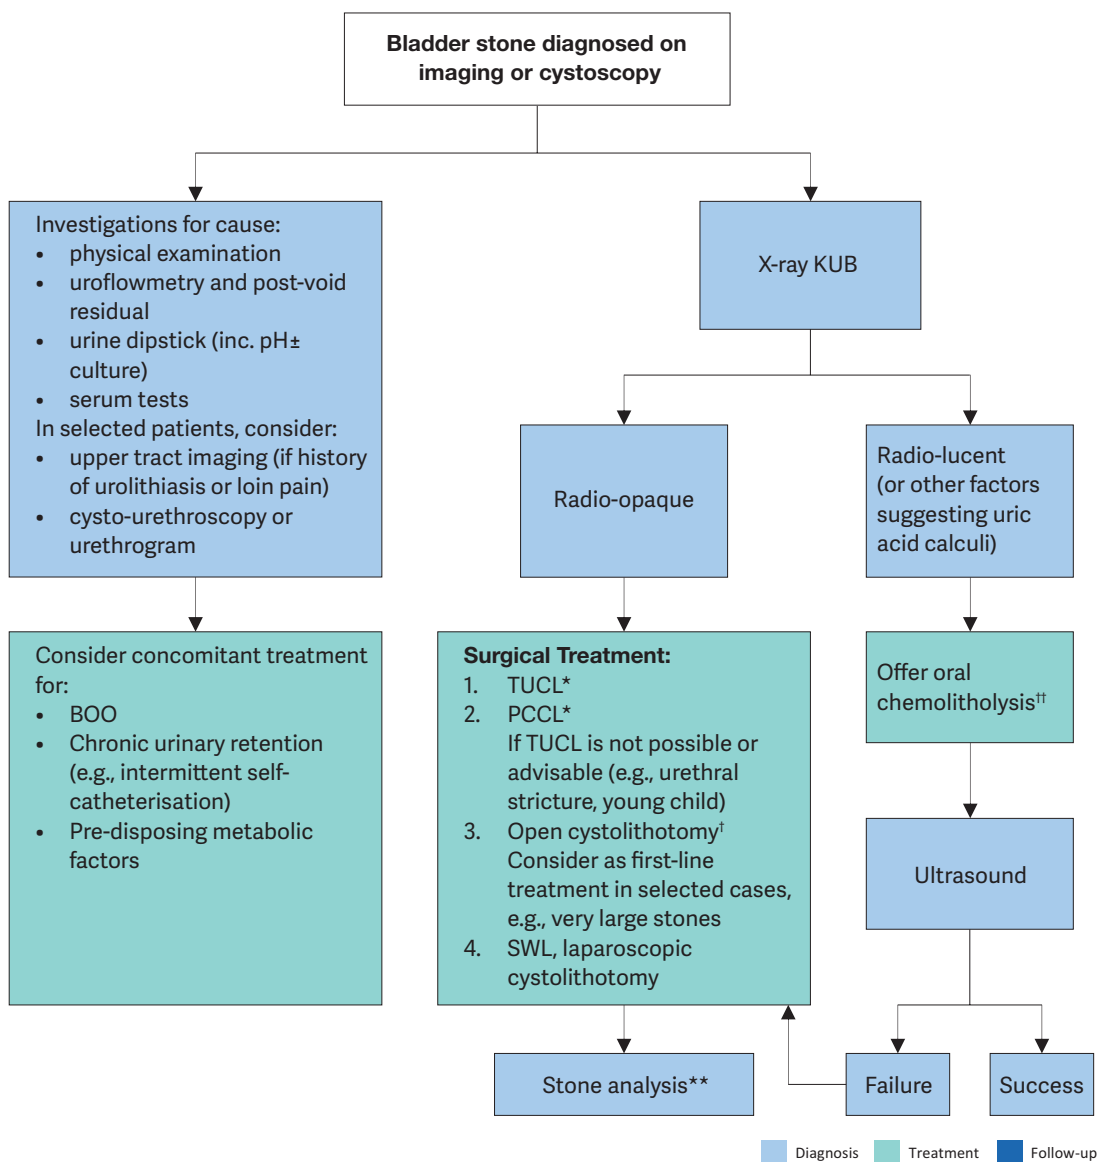 Bladder stone diagnosed on
imaging or cystoscopy
Investigations for cause:
• physical examination
• uroflowmetry and post-void
residual
• urine dipstick (inc. pH±
culture)
• serum tests
In selected patients, consider:
• upper tract imaging (if history
of urolithiasis or loin pain)
• cysto-urethroscopy or
urethrogram
X-ray KUB
Radio-opaque
Radio-lucent
(or other factors
suggesting uric
acid calculi)
Consider concomitant treatment
for:
• BOO
• Chronic urinary retention
(e.g., intermittent self-
catheterisation)
• Pre-disposing metabolic
factors
Surgical Treatment:
1. TUCL*
2. PCCL*
If TUCL is not possible or
advisable (e.g., urethral
stricture, young child)
3. Open cystolithotomy†
Consider as first-line
treatment in selected cases,
e.g., very large stones
4. SWL, laparoscopic
cystolithotomy
Offer oral
chemolitholysis††
Ultrasound
Stone analysis**
Failure
Success
Diagnosis
Treatment
Follow-up